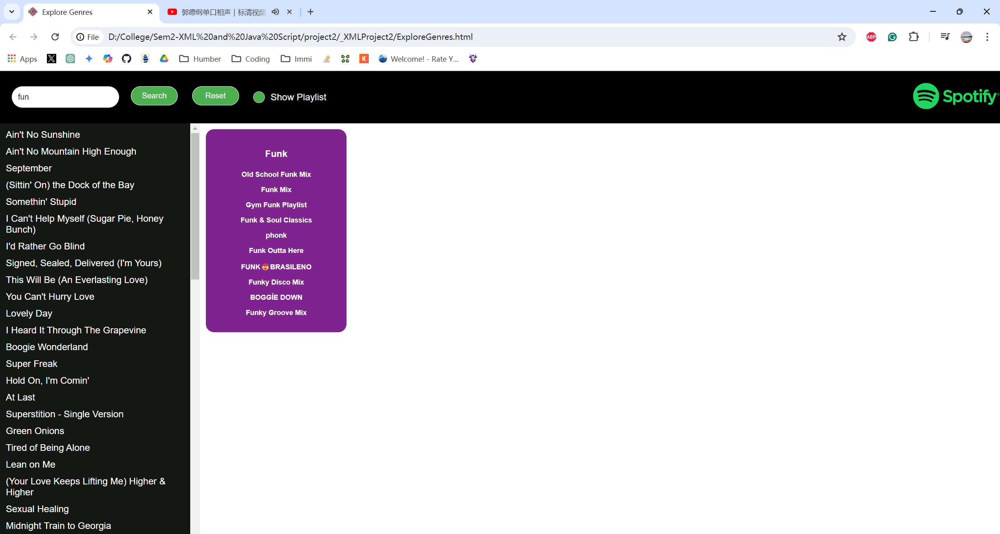 Explore Genres
郭德纲单口相声 | 标清视频
File
D:/College/Sem2-XML%20and%20Java%20Script/project2/_XMLProject2/ExploreGenres.html
ABP
Apps
Humber
Coding
Immi
K
Welcome! - Rate Y...
fun
Search
Reset
Show Playlist
Spotify®
Ain't No Sunshine
Ain't No Mountain High Enough
September
(Sittin' On) the Dock of the Bay
Somethin' Stupid
I Can't Help Myself (Sugar Pie, Honey
Bunch)
I'd Rather Go Blind
Signed, Sealed, Delivered (I'm Yours)
This Will Be (An Everlasting Love)
You Can't Hurry Love
Lovely Day
I Heard It Through The Grapevine
Boogie Wonderland
Super Freak
Hold On, I'm Comin'
At Last
Superstition - Single Version
Green Onions
Tired of Being Alone
Lean on Me
(Your Love Keeps Lifting Me) Higher &
Higher
Sexual Healing
Midnight Train to Georgia
Funk
Old School Funk Mix
Funk Mix
Gym Funk Playlist
Funk & Soul Classics
phonk
Funk Outta Here
FUNK🥵BRASILENO
Funky Disco Mix
BOGGİE DOWN
Funky Groove Mix